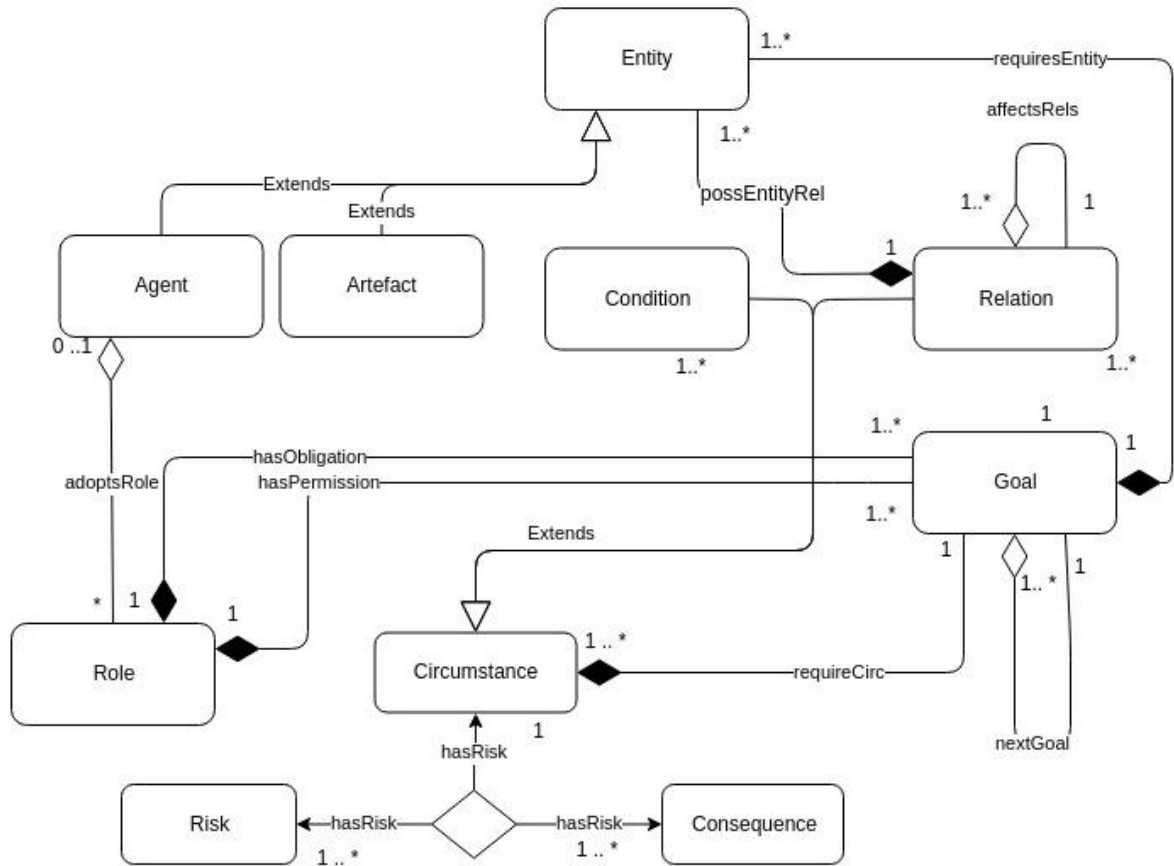 Entity
1..*
requiresEntity
affectsRels
1..*
Extends
possEntityRel
Extends
1..*
1
1
Agent
Artefact
Condition
Relation
0 ..1
1..*
1..*
1
1..*
1
hasObligation
adoptsRole
hasPermission
Goal
1..*
Extends
1
1
1.. *
*
1
1
1 .. *
Role
Circumstance
requireCirc
1
nextGoal
hasRisk
Risk
hasRisk
hasRisk
Consequence
1 .. *
1 .. *